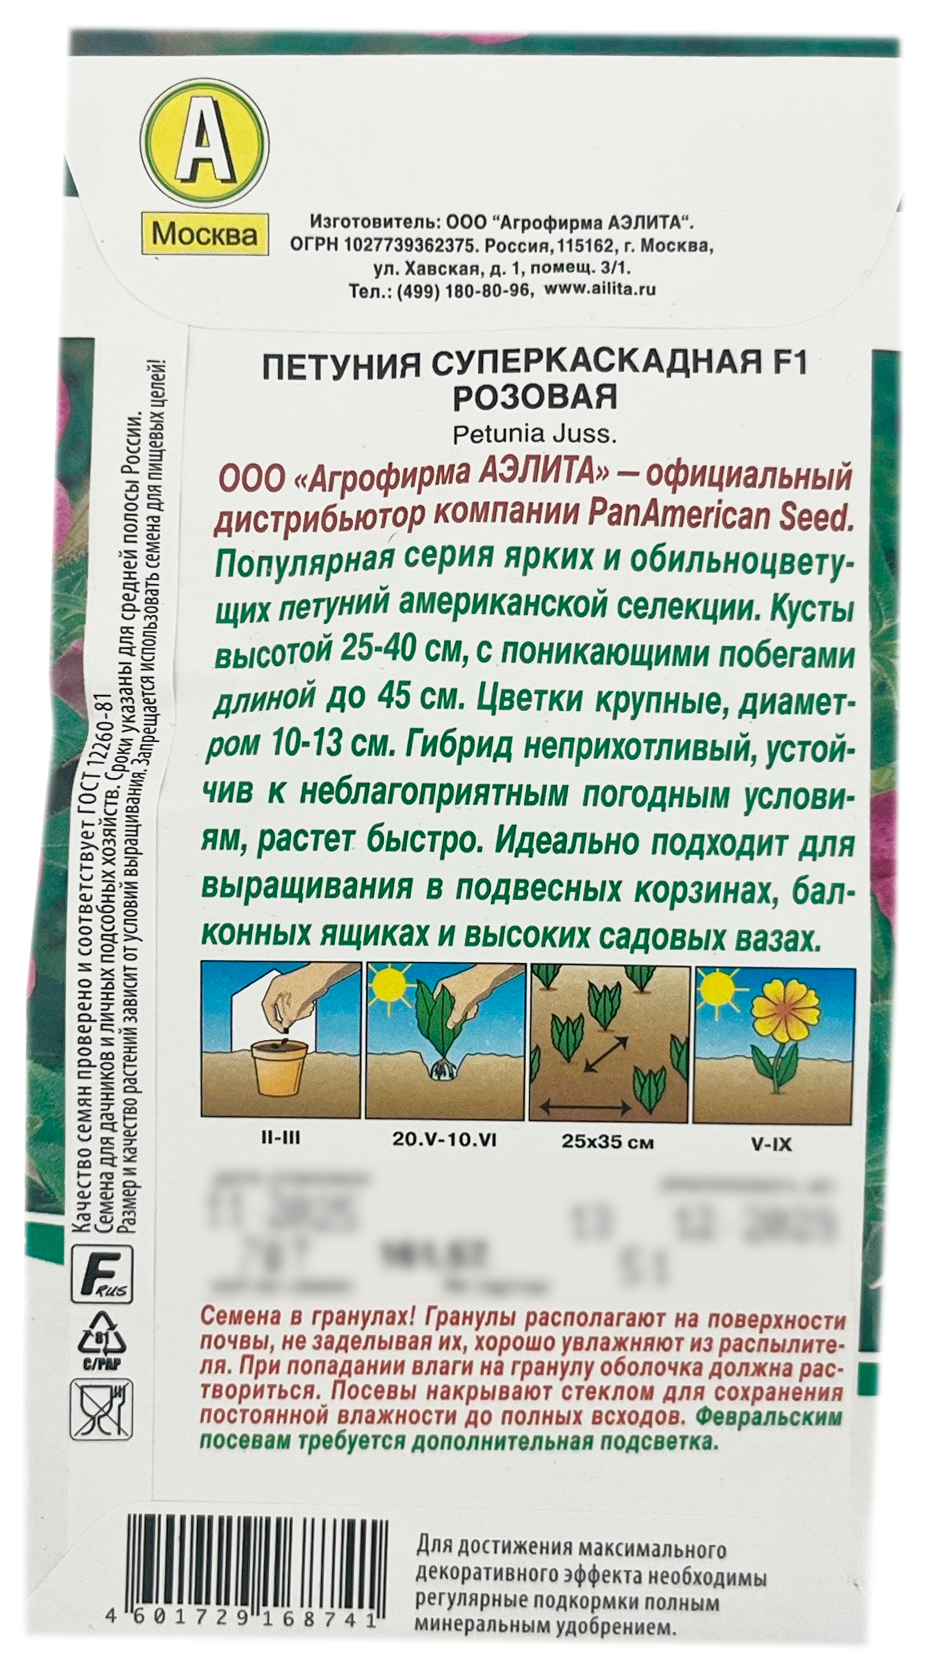 А
Москва
Изготовитель: ООО “Агрофирма АЭЛИТА“.
ОГРН 1027739362375. Россия,115162, г. Москва,
ул. Хавская, д. 1, помещ. 3/1.
Тел.: (499) 180-80-96, www.ailita.ru
ПЕТУНИЯ СУПЕРКАСКАДНАЯ F1
РОЗОВАЯ
Petunia Juss.
ООО «Агрофирма АЭЛИТА» — официальный
дистрибьютор компании PanAmerican Seed.
Популярная серия ярких и обильноцвету-
щих петуний американской селекции. Кусты
высотой 25-40 см, с поникающими побегами
длиной до 45 см. Цветки крупные, диамет-
ром 10-13 см. Гибрид неприхотливый, устой-
чив к неблагоприятным погодным услови-
ям, растет быстро. Идеально подходит для
выращивания в подвесных корзинах, бал-
конных ящиках и высоких садовых вазах.
II-III
20.V-10.VI
25х35 см
V-IX
Семена в гранулах! Гранулы располагают на поверхности
почвы, не заделывая их, хорошо увлажняют из распылите-
ля. При попадании влаги на гранулу оболочка должна рас-
твориться. Посевы накрывают стеклом для сохранения
постоянной влажности до полных всходов. Февральским
посевам требуется дополнительная подсветка.
Качество семян проверено и соответствует ГОСТ 12260-81
Семена для дачников и личных подсобных хозяйств. Сроки указаны для средней полосы России.
Размер и качество растений зависит от условий выращивания. Запрещается использовать семена для пищевых целей!
F RUS
81
C/PAP
4 601729 168741
Для достижения максимального
декоративного эффекта необходимы
регулярные подкормки полным
минеральным удобрением.